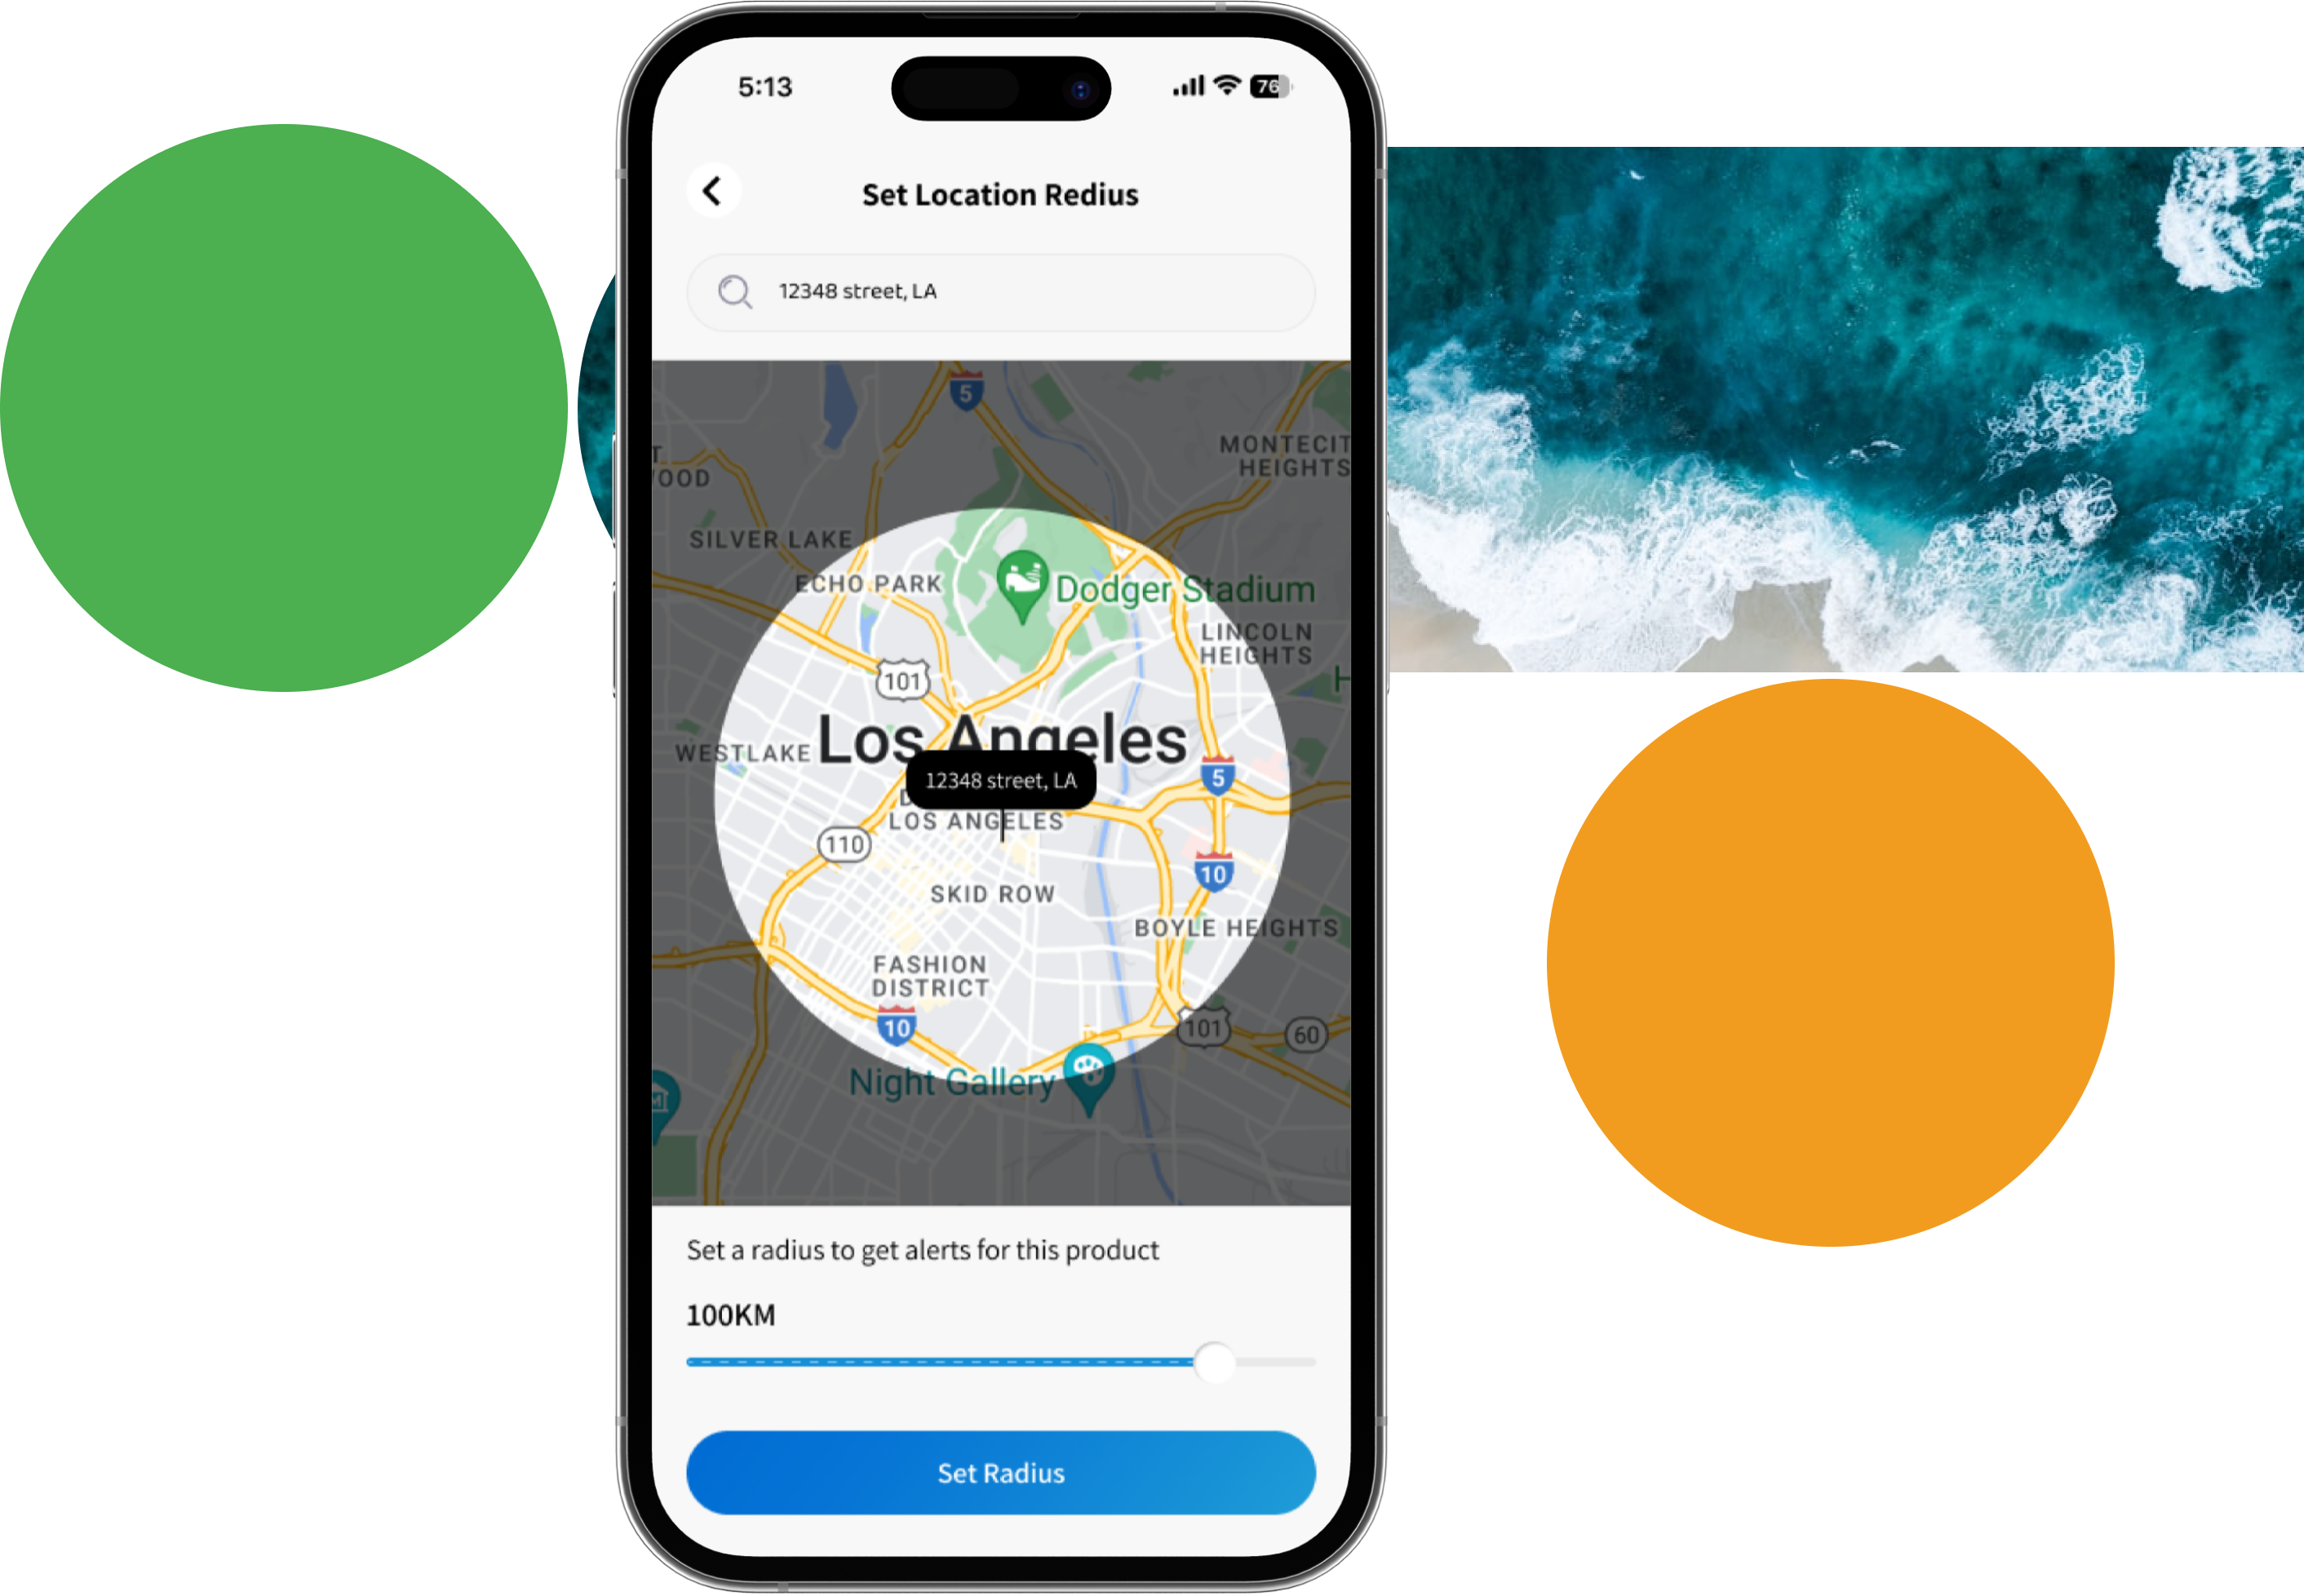 5:13
76
Set Location Redius
12348 street, LA
5
MONTECIT
HEIGHTS
OOD
SILVER LAKE
ECHO PARK
Dodger Stadium
LINCOLN
HEIGHTS
101
H
Los Angeles
WESTLAKE
12348 street, LA
5
LOS ANGELES
110
10
SKID ROW
BOYLE HEIGHTS
FASHION
DISTRICT
10
101
60
Night Gallery
Set a radius to get alerts for this product
100KM
Set Radius